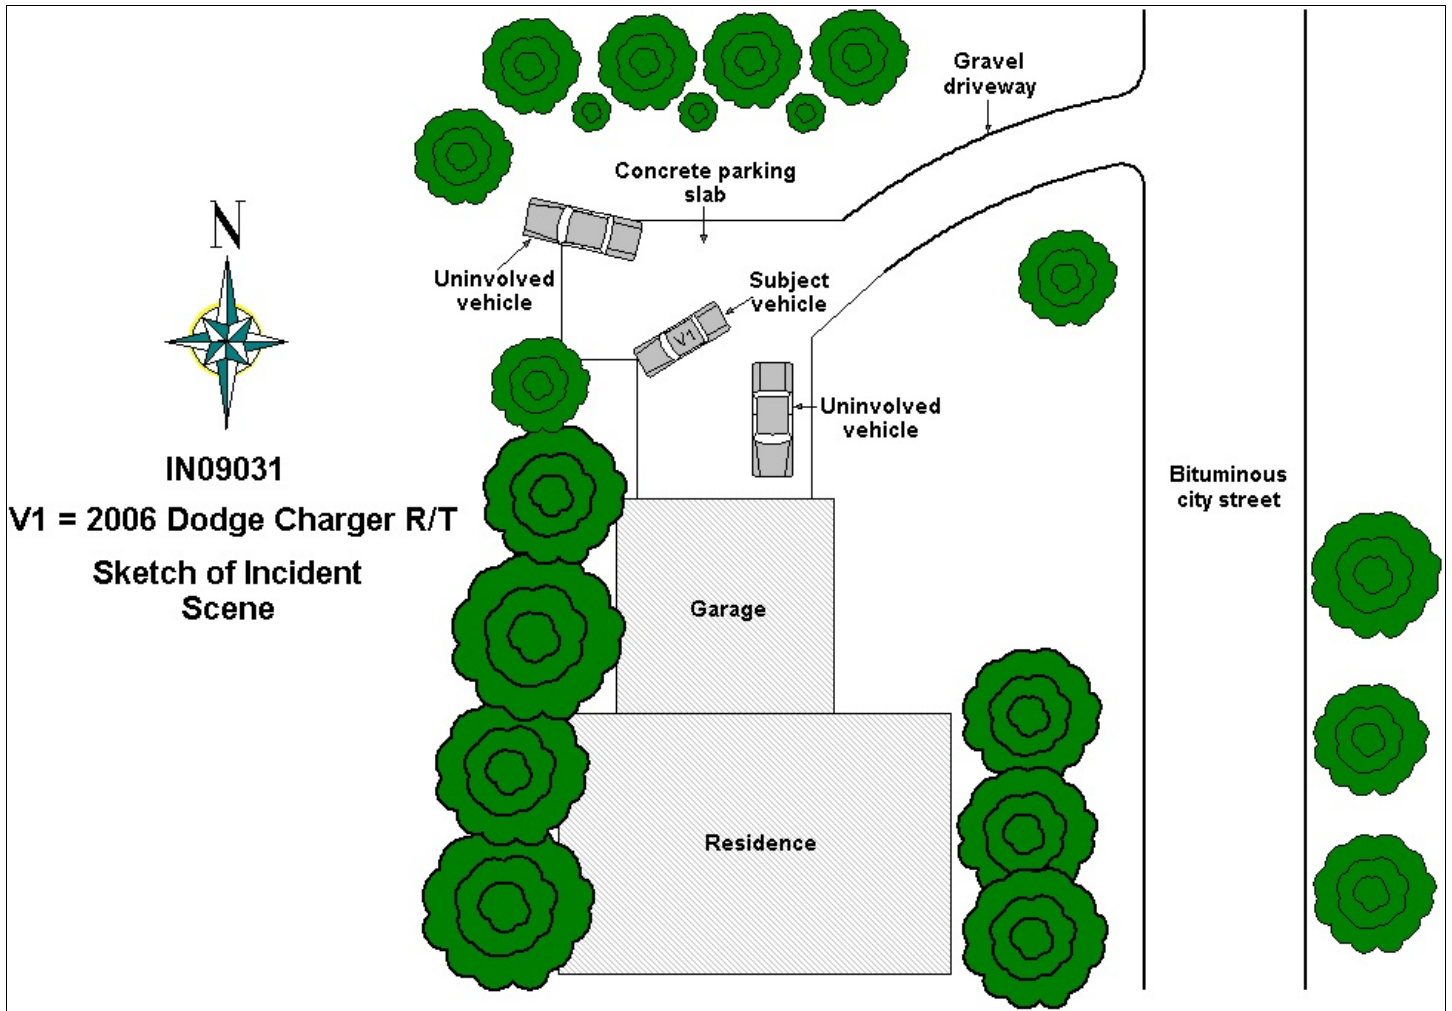 Gravel
driveway
Concrete parking
slab
N
Uninvolved
vehicle
Subject
vehicle
V1
Uninvolved
vehicle
IN09031
V1 = 2006 Dodge Charger R/T
Sketch of Incident
Scene
Bituminous
city street
Garage
Residence